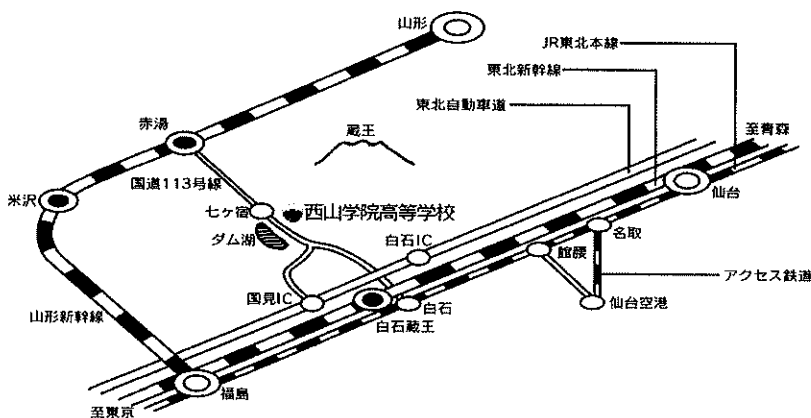 山形
JR東北本線
東北新幹線
東北自動車道
至青森
赤湯
蔵王
国道113号線
米沢
七ヶ宿
西山学院高等学校
仙台
ダム湖
白石IC
名取
館腰
国見IC
白石
アクセス鉄道
仙台空港
山形新幹線
白石蔵王
福島
至東京